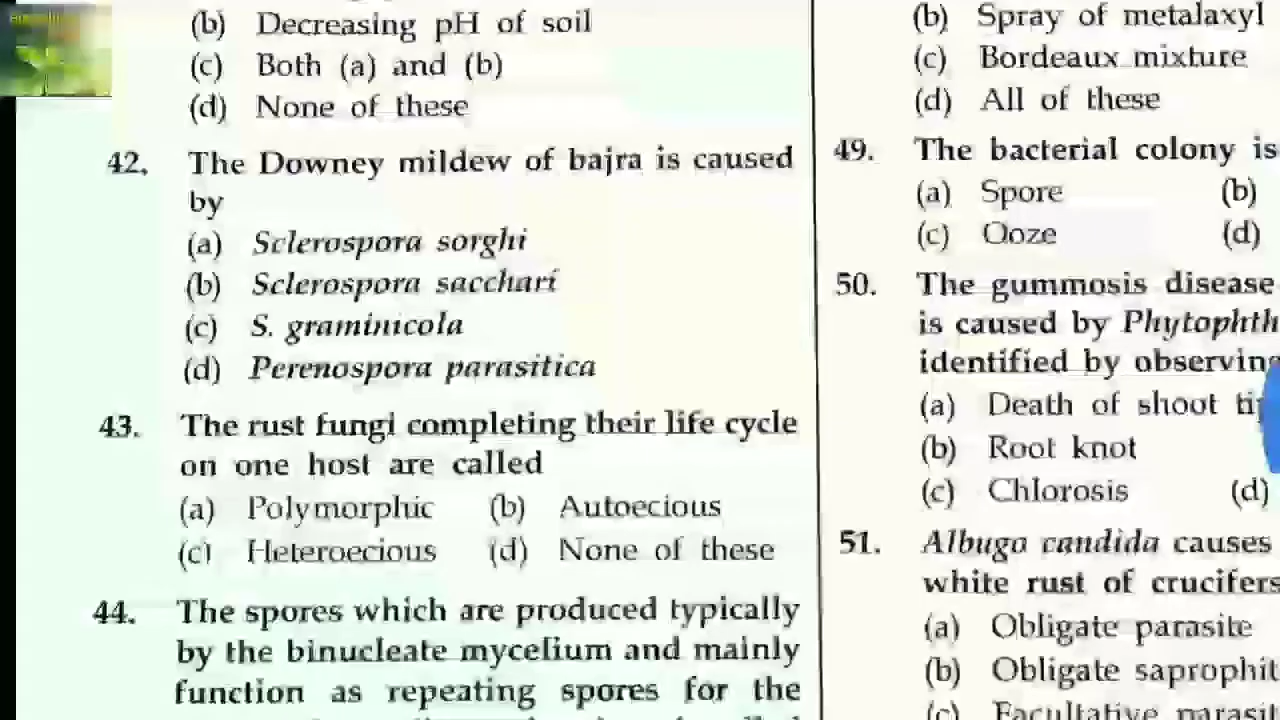 (b) Decreasing pH of soil
(c) Both (a) and (b)
(d) None of these
42. The Downey mildew of bajra is caused
by
(a) Sclerospora sorghi
(b) Sclerospora sacchari
(c) S. graminicola
(d) Perenospora parasitica
43. The rust fungi completing their life cycle
on one host are called
(a) Polymorphic (b) Autoecious
(c) Heteroecious (d) None of these
44. The spores which are produced typically
by the binucleate mycelium and mainly
function as repeating spores for the
(b) Spray of metalaxyl
(c) Bordeaux mixture
(d) All of these
49. The bacterial colony is
(a) Spore (b)
(c) Ooze (d)
50. The gummosis disease
is caused by Phytophth
identified by observing
(a) Death of shoot tip
(b) Root knot
(c) Chlorosis (d)
51. Albugo candida causes
white rust of crucifers
(a) Obligate parasite
(b) Obligate saprophit
(c) Facultative parasit